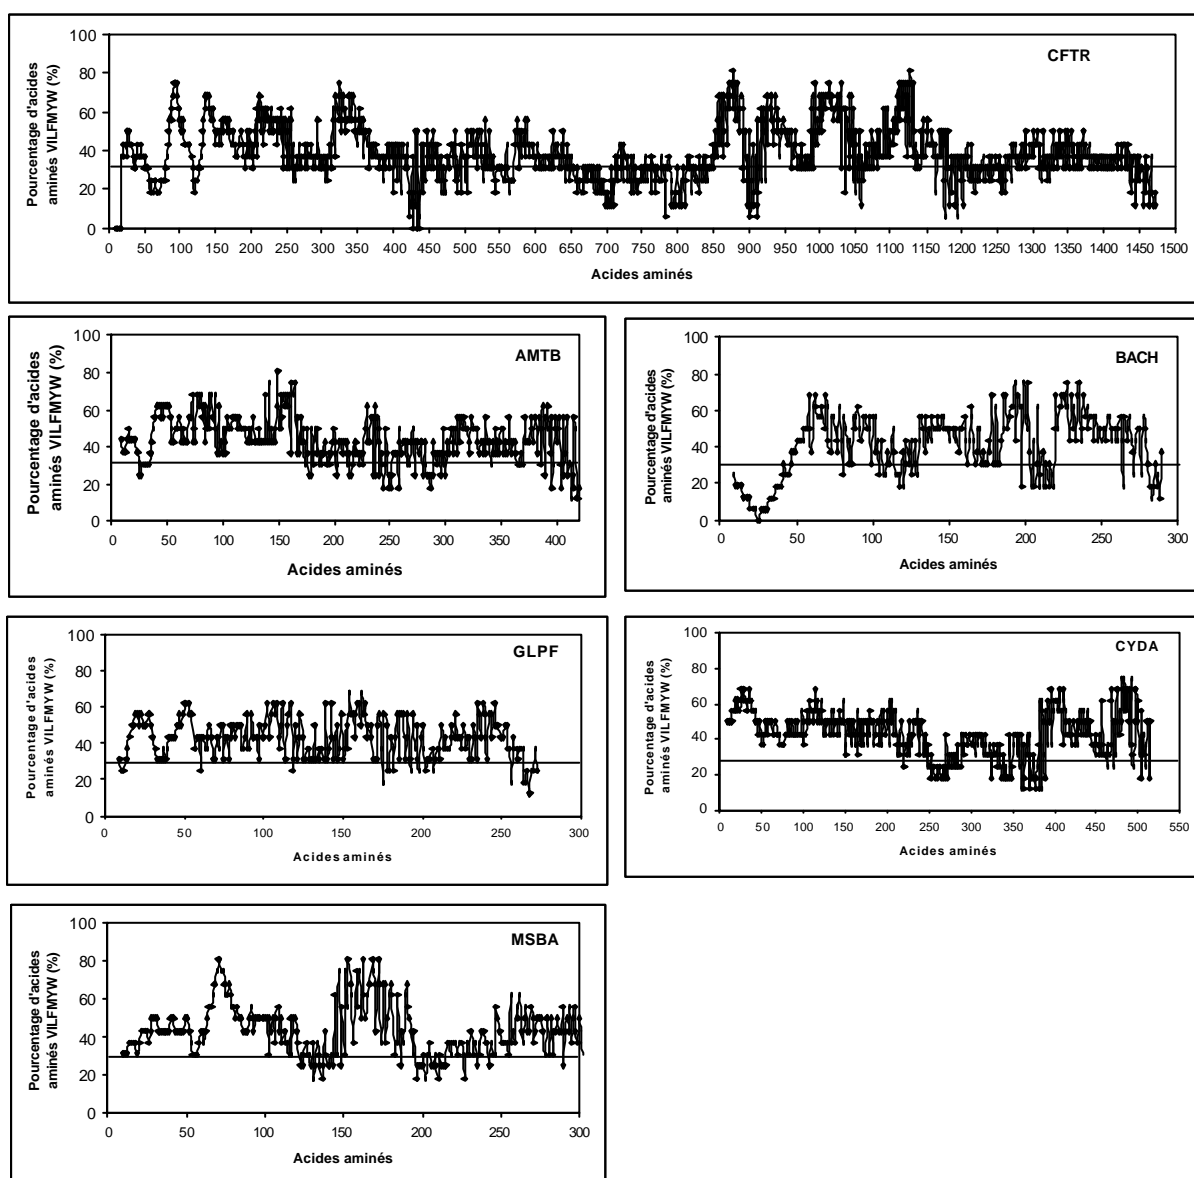 CFTR
Pourcentage d'acides
aminés VILFMYW (%)
100
80
60
40
20
0
0 50 100 150 200 250 300 350 400 450 500 550 600 650 700 750 800 850 900 950 1000 1050 1100 1150 1200 1250 1300 1350 1400 1450 1500
Acides aminés
AMTB
Pourcentage d'acides
aminés VILFMYW (%)
100
80
60
40
20
0
0 50 100 150 200 250 300 350 400
Acides aminés
BACH
Pourcentage d'acides
aminés VILFMYW (%)
100
80
60
40
20
0
0 50 100 150 200 250 300
Acides aminés
GLPF
Pourcentage d'acides
aminés VILFMYW (%)
100
80
60
40
20
0
0 50 100 150 200 250 300
Acides aminés
CYDA
Pourcentage d'acides
aminés VILFMYW (%)
100
80
60
40
20
0
0 50 100 150 200 250 300 350 400 450 500 550
Acides aminés
MSBA
Pourcentage d'acides
aminés VILFMYW (%)
100
80
60
40
20
0
0 50 100 150 200 250 300
Acides aminés